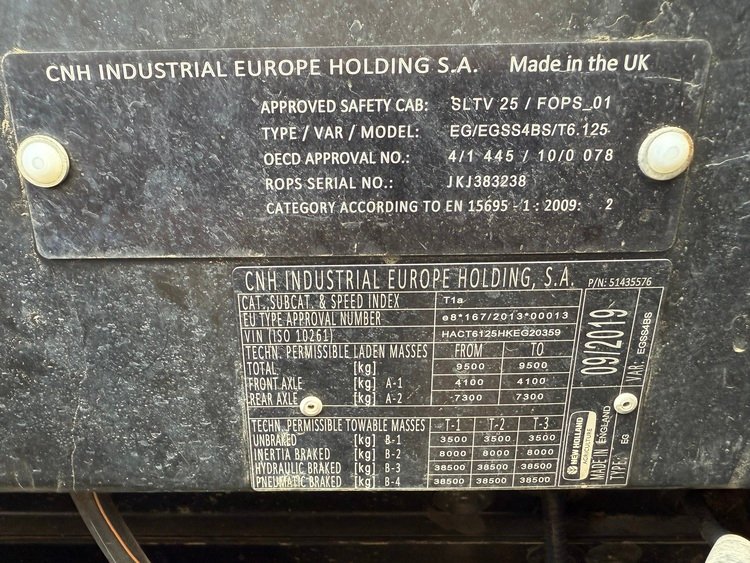 CNH INDUSTRIAL EUROPE HOLDING S.A. Made in the UK
APPROVED SAFETY CAB: SLTV 25 / FOPS_01
TYPE / VAR / MODEL: EG/EGSS4BS/T6.125
OECD APPROVAL NO.: 4/1 445 / 10/0 078
ROPS SERIAL NO.: JKJ383238
CATEGORY ACCORDING TO EN 15695 - 1 : 2009: 2
CNH INDUSTRIAL EUROPE HOLDING, S.A. P/N: 51435576
CAT., SUBCAT. & SPEED INDEX T1a
EU TYPE APPROVAL NUMBER e8*167/2013*00013
VIN (ISO 10261) HACT6125HKEG20359
TECHN. PERMISSIBLE LADEN MASSES FROM TO
TOTAL [kg] 9500 9500
FRONT AXLE [kg] A-1 4100 4100
REAR AXLE [kg] A-2 7300 7300
TECHN. PERMISSIBLE TOWABLE MASSES T-1 T-2 T-3
UNBRAKED [kg] B-1 3500 3500 3500
INERTIA BRAKED [kg] B-2 8000 8000 8000
HYDRAULIC BRAKED [kg] B-3 38500 38500 38500
PNEUMATIC BRAKED [kg] B-4 38500 38500 38500
09/2019
VAR: EGSS4BS
NEW HOLLAND
AGRICULTURE
MADE IN ENGLAND
TYPE: EG